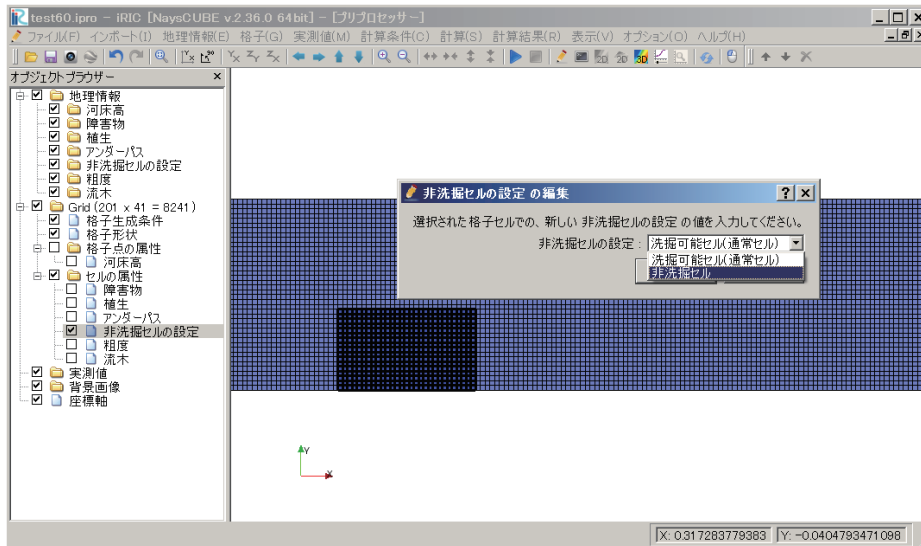 test60.ipro - iRIC [NaysCUBE v.2.36.0 64bit] - [プリプロセッサー]
ファイル(F) インポート(I) 地理情報(E) 格子(G) 実測値(M) 計算条件(C) 計算(S) 計算結果(R) 表示(V) オプション(O) ヘルプ(H)
オブジェクトブラウザー
地理情報
河床高
障害物
植生
アンダーパス
非洗掘セルの設定
粗度
流木
Grid (201 x 41 = 8241)
格子生成条件
格子形状
格子点の属性
河床高
セルの属性
障害物
植生
アンダーパス
非洗掘セルの設定
粗度
流木
実測値
背景画像
座標軸
非洗掘セルの設定 の編集
選択された格子セルでの、新しい 非洗掘セルの設定 の値を入力してください。
非洗掘セルの設定 : 洗掘可能セル(通常セル)
洗掘可能セル(通常セル)
非洗掘セル
Y
X
X: 0.317283779383 Y: -0.0404793471098